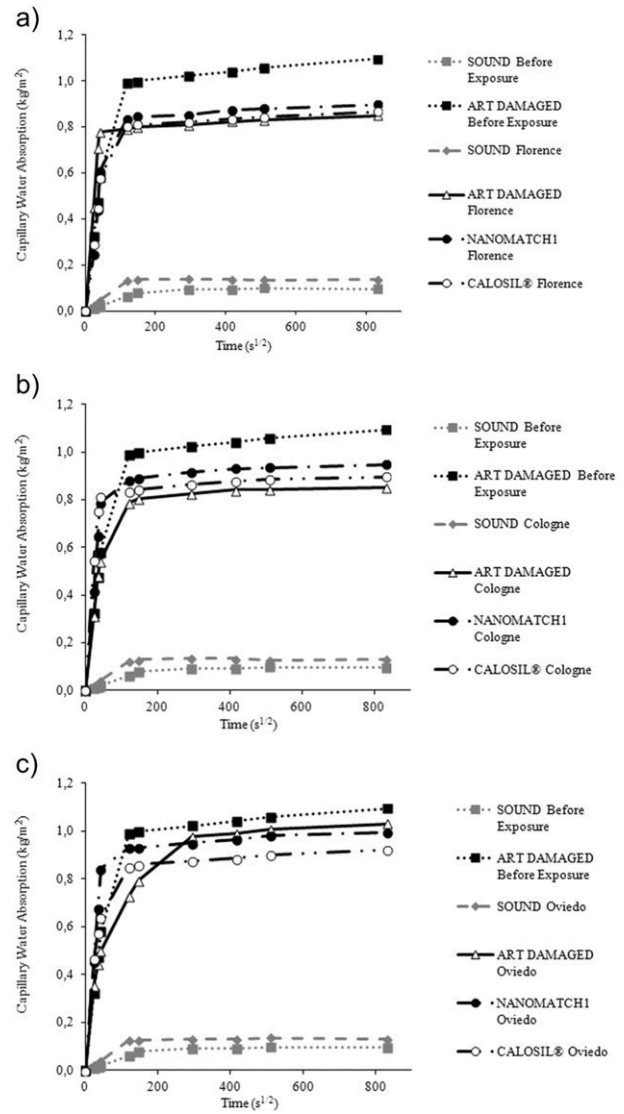 a)
Capillary Water Absorption (kg/m²)
1,2
1,0
0,8
0,6
0,4
0,2
0,0
0
200
400
600
800
Time (s¹/²)
SOUND Before
Exposure
ART DAMAGED
Before Exposure
SOUND Florence
ART DAMAGED
Florence
NANOMATCH1
Florence
CALOSIL® Florence
b)
Capillary Water Absorption (kg/m²)
1,2
1,0
0,8
0,6
0,4
0,2
0,0
0
200
400
600
800
Time (s¹/²)
SOUND Before
Exposure
ART DAMAGED Before
Exposure
SOUND Cologne
ART DAMAGED
Cologne
NANOMATCH1
Cologne
CALOSIL® Cologne
c)
Capillary Water Absorption (kg/m²)
1,2
1,0
0,8
0,6
0,4
0,2
0,0
0
200
400
600
800
Time (s¹/²)
SOUND Before
Exposure
ART DAMAGED
Before Exposure
SOUND Oviedo
ART DAMAGED
Oviedo
NANOMATCH1
Oviedo
CALOSIL® Oviedo